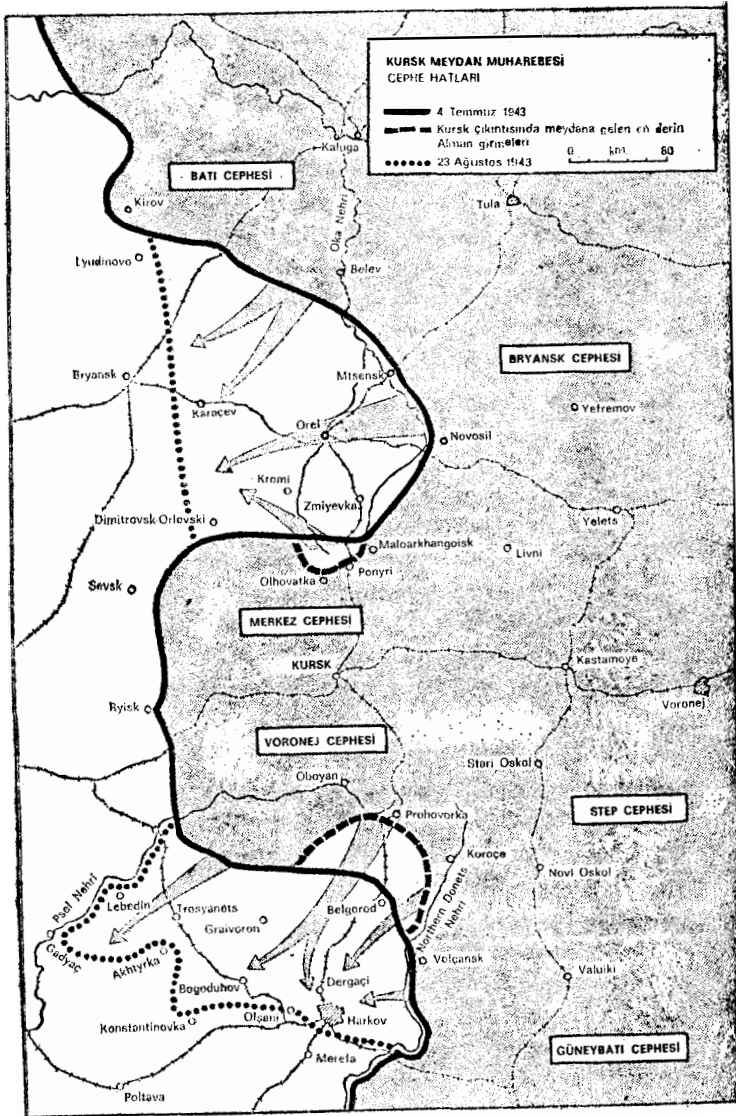 KURSK MEYDAN MUHAREBESİ
CEPHE HATLARI
4 Temmuz 1943
Kursk çıkıntısında meydana gelen en derin
Alman girmeleri
23 Ağustos 1943
0 km. 80
Kaluga
BATI CEPHESİ
Kirov
Tula
Oka Nehri
Lyudinovo
Belev
BRYANSK CEPHESİ
Bryansk
Mtsensk
Karaçev
Yefremov
Orel
Novosil
Kromi
Zmiyevka
Dimitrovsk-Orlovski
Yelets
Maloarkhangoisk
Livni
Ponyri
Olhovatka
Sevsk
MERKEZ CEPHESİ
KURSK
Kastamoye
Voronej
Ryisk
VORONEJ CEPHESİ
Stari Oskol
Oboyan
STEP CEPHESİ
Prohovorka
Koroçe
Novi Oskol
Psel Nehri
Lebedin
Trosyanets
Belgorod
Graivoron
Northern Donets
Nehri
Gadyaç
Akhtyrka
Volçansk
Valuiki
Bogoduhov
Dergaçi
Olşani
Konstantinovka
Harkov
Merefa
GÜNEYBATI CEPHESİ
Poltava